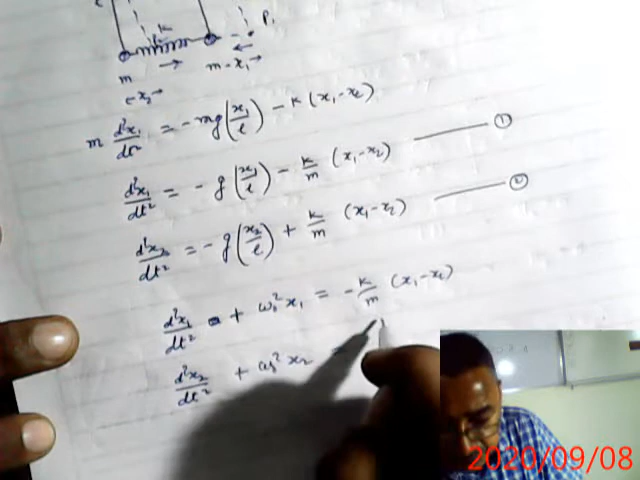 l
k
P₁
m
m-x₁→
←x₂→
m d²x₁/dt² = -mg(x₁/l) - k(x₁-x₂)
d²x₁/dt² = -g(x₁/l) - k/m (x₁-x₂) —— ①
d²x₂/dt² = -g(x₂/l) + k/m (x₁-x₂) —— ②
d²x₁/dt² + ω₀²x₁ = -k/m (x₁-x₂)
d²x₂/dt² + ω₀²x₂ =
2020/09/08